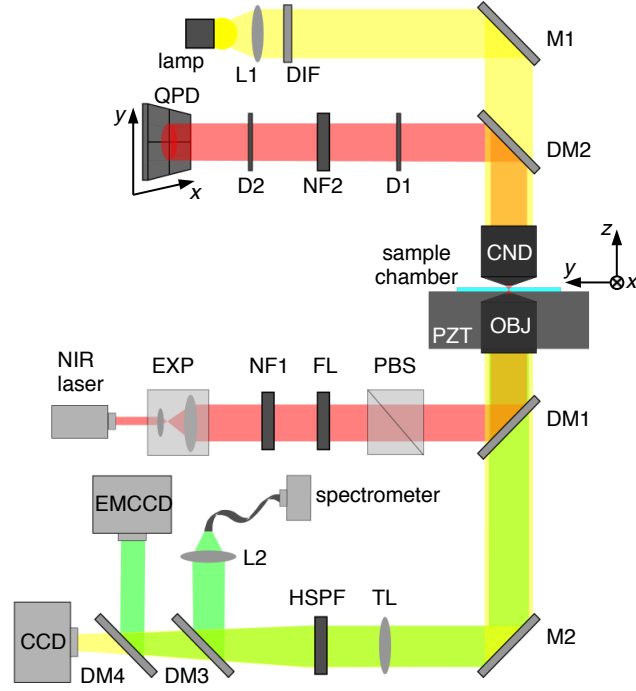 lamp
L1
DIF
M1
QPD
y
x
D2
NF2
D1
DM2
CND
sample
chamber
z
y
x
OBJ
PZT
NIR
laser
EXP
NF1
FL
PBS
DM1
EMCCD
spectrometer
L2
HSPF
TL
M2
CCD
DM4
DM3